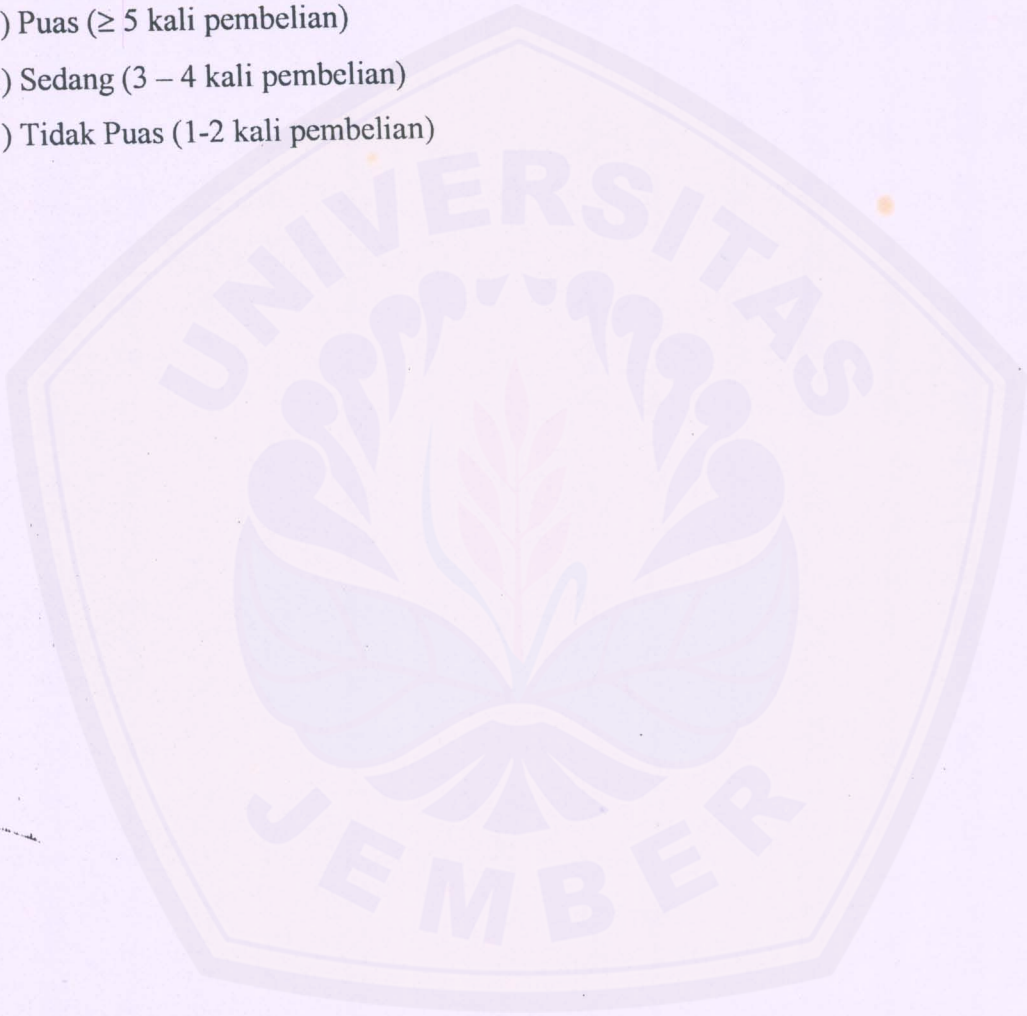 ) Puas (≥ 5 kali pembelian)
) Sedang (3 – 4 kali pembelian)
) Tidak Puas (1-2 kali pembelian)
UNIVERSITAS
JEMBER